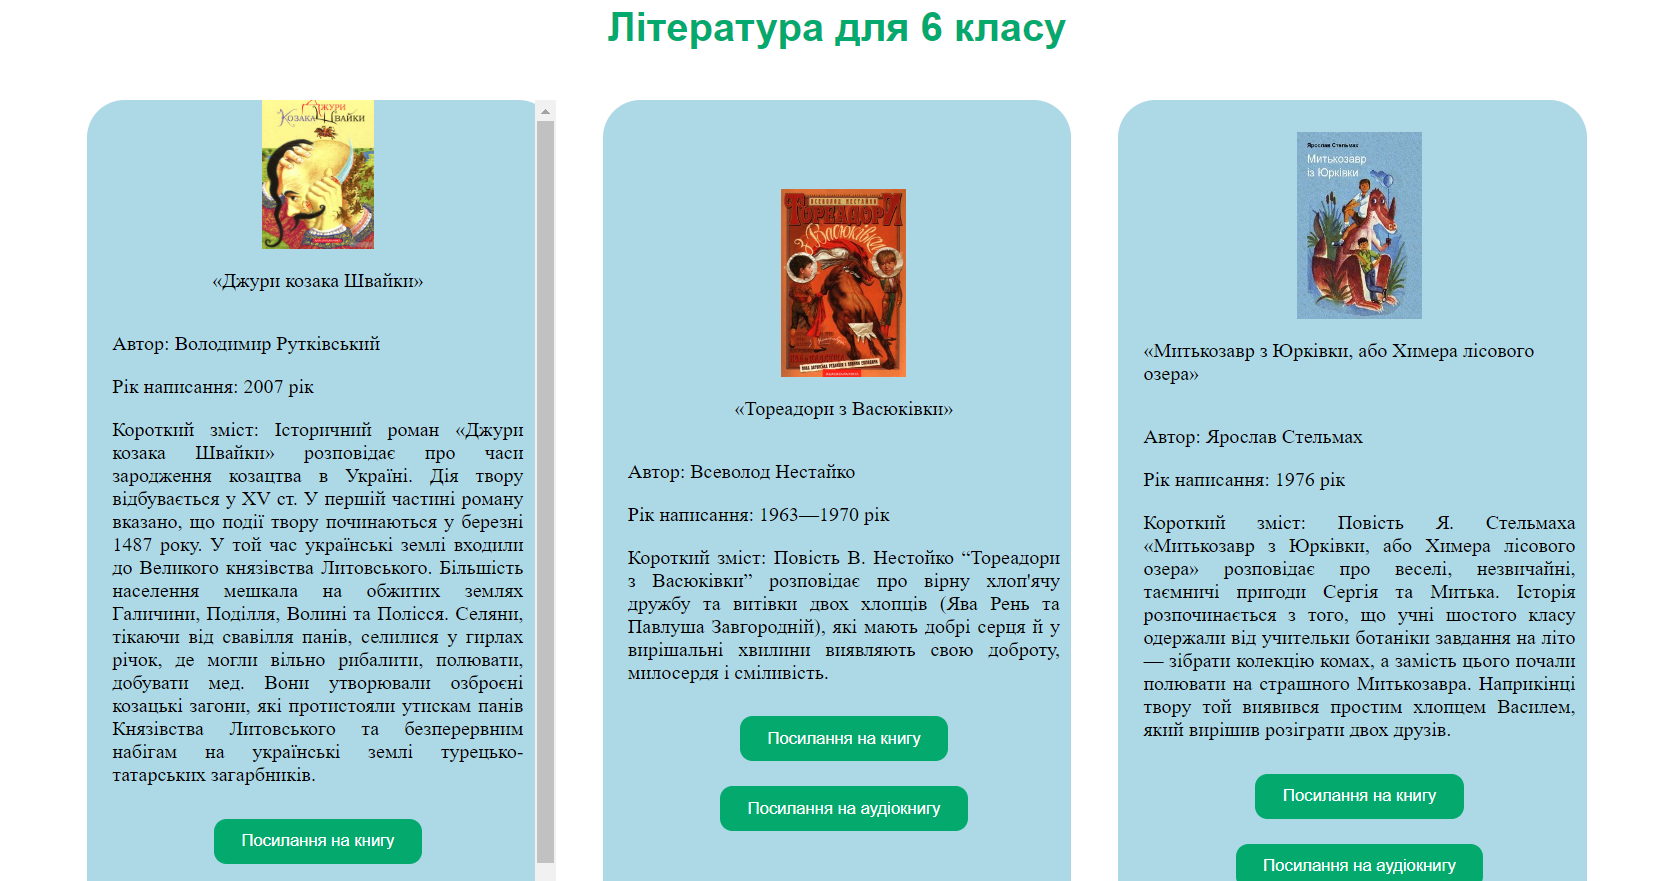 Література для 6 класу
ДЖУРИ
КОЗАКА ШВАЙКИ
«Джури козака Швайки»
Автор: Володимир Рутківський
Рік написання: 2007 рік
Короткий зміст: Історичний роман «Джури
козака Швайки» розповідає про часи
зародження козацтва в Україні. Дія твору
відбувається у XV ст. У першій частині роману
вказано, що події твору починаються у березні
1487 року. У той час українські землі входили
до Великого князівства Литовського. Більшість
населення мешкала на обжитих землях
Галичини, Поділля, Волині та Полісся. Селяни,
тікаючи від свавілля панів, селилися у гирлах
річок, де могли вільно рибалити, полювати,
добувати мед. Вони утворювали озброєні
козацькі загони, які протистояли утискам панів
Князівства Литовського та безперервним
набігам на українські землі турецько-
татарських загарбників.
Посилання на книгу
ВСЕВОЛОД НЕСТАЙКО
ТОРЕАДОРИ
З Васюківки
«Тореадори з Васюківки»
Автор: Всеволод Нестайко
Рік написання: 1963—1970 рік
Короткий зміст: Повість В. Нестойко “Тореадори
з Васюківки” розповідає про вірну хлоп'ячу
дружбу та витівки двох хлопців (Ява Рень та
Павлуша Завгородній), які мають добрі серця й у
вирішальні хвилини виявляють свою доброту,
милосердя і сміливість.
Посилання на книгу
Посилання на аудіокнигу
Ярослав Стельмах
Митькозавр
із Юрківки
«Митькозавр з Юрківки, або Химера лісового
озера»
Автор: Ярослав Стельмах
Рік написання: 1976 рік
Короткий зміст: Повість Я. Стельмаха
«Митькозавр з Юрківки, або Химера лісового
озера» розповідає про веселі, незвичайні,
таємничі пригоди Сергія та Митька. Історія
розпочинається з того, що учні шостого класу
одержали від учительки ботаніки завдання на літо
— зібрати колекцію комах, а замість цього почали
полювати на страшного Митькозавра. Наприкінці
твору той виявився простим хлопцем Василем,
який вирішив розіграти двох друзів.
Посилання на книгу
Посилання на аудіокнигу